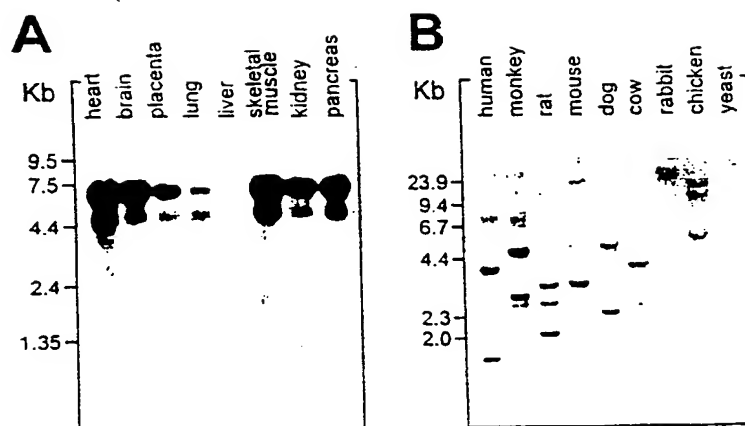 A
Kb
heart
brain
placenta
lung
liver
skeletal
muscle
kidney
pancreas
9.5
7.5
4.4
2.4
1.35
B
Kb
human
monkey
rat
mouse
dog
cow
rabbit
chicken
yeast
23.9
9.4
6.7
4.4
2.3
2.0